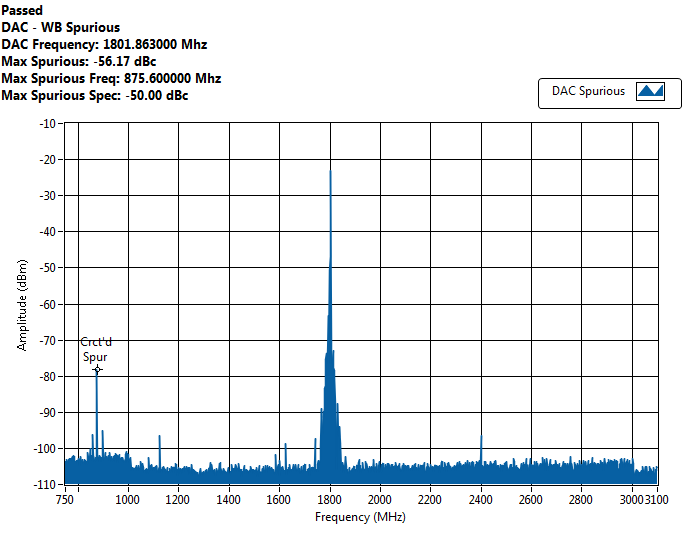 Passed
DAC - WB Spurious
DAC Frequency: 1801.863000 Mhz
Max Spurious: -56.17 dBc
Max Spurious Freq: 875.600000 Mhz
Max Spurious Spec: -50.00 dBc
DAC Spurious
-10
-20
-30
-40
-50
-60
-70
-80
-90
-100
-110
Amplitude (dBm)
Crct'd
Spur
750 1000 1200 1400 1600 1800 2000 2200 2400 2600 2800 3000 3100
Frequency (MHz)